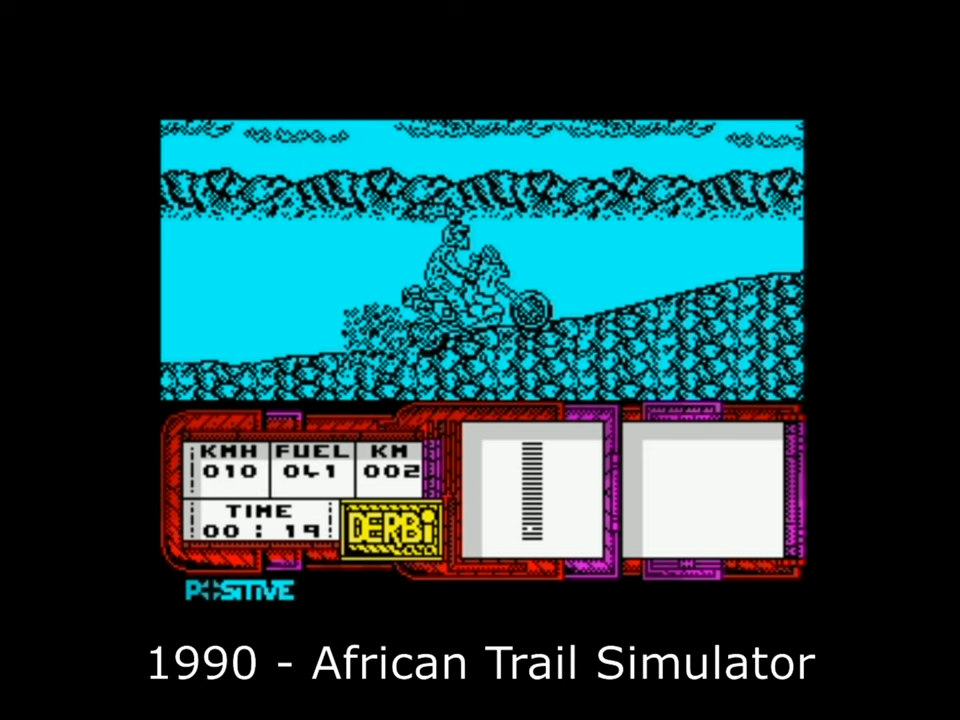 KMH FUEL KM
010 041 002
TIME
00 : 19
DERBi
POSITIVE
1990 - African Trail Simulator